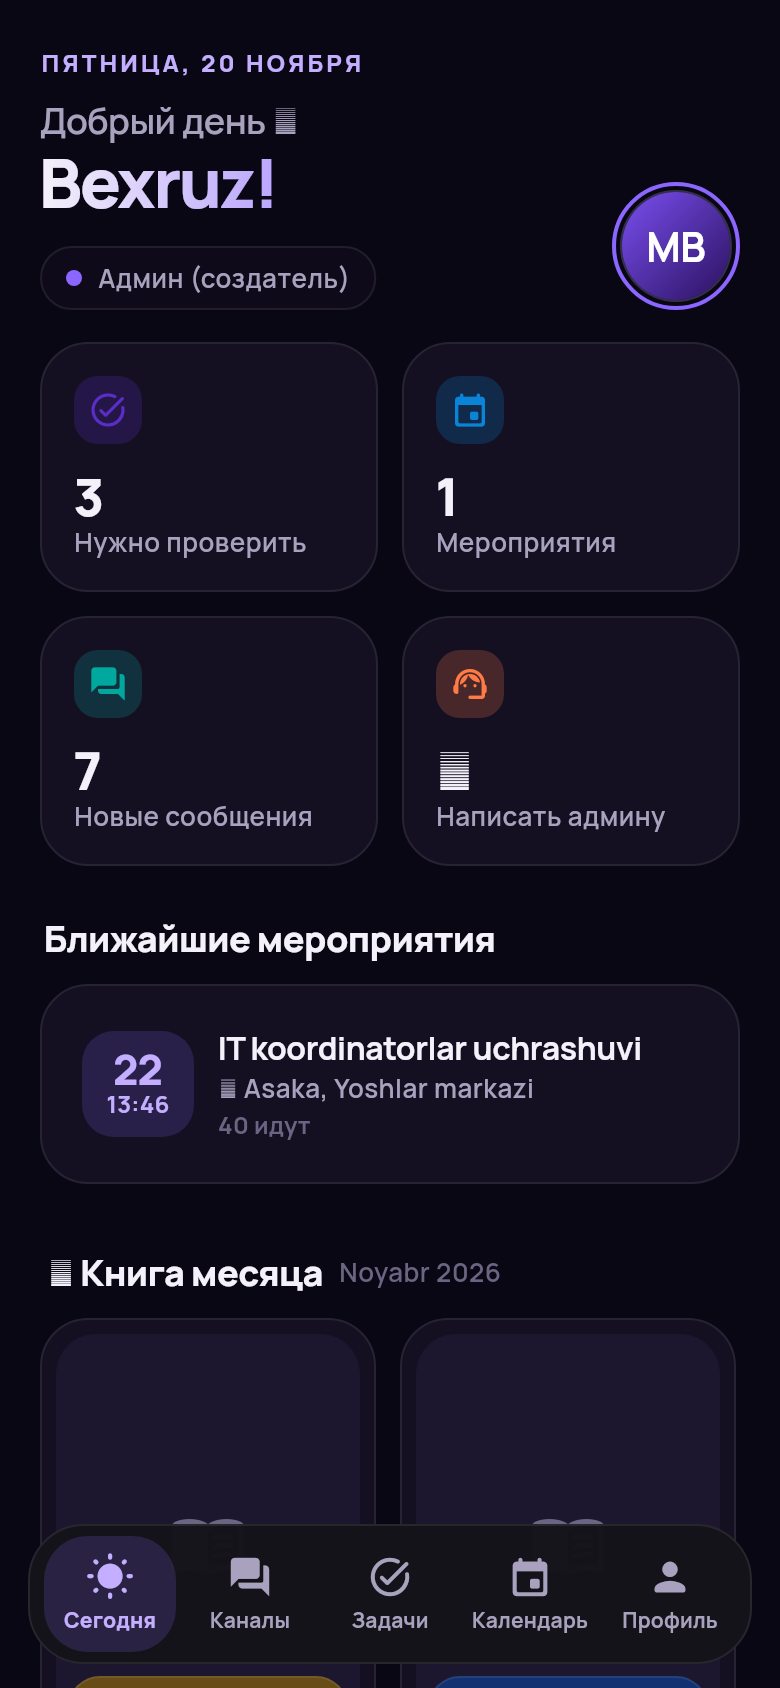 ПЯТНИЦА, 20 НОЯБРЯ
Добрый день
Bexruz!
MB
Админ (создатель)
3
Нужно проверить
1
Мероприятия
7
Новые сообщения
Написать админу
Ближайшие мероприятия
22
13:46
IT koordinatorlar uchrashuvi
Asaka, Yoshlar markazi
40 идут
Книга месяца Noyabr 2026
Сегодня
Каналы
Задачи
Календарь
Профиль